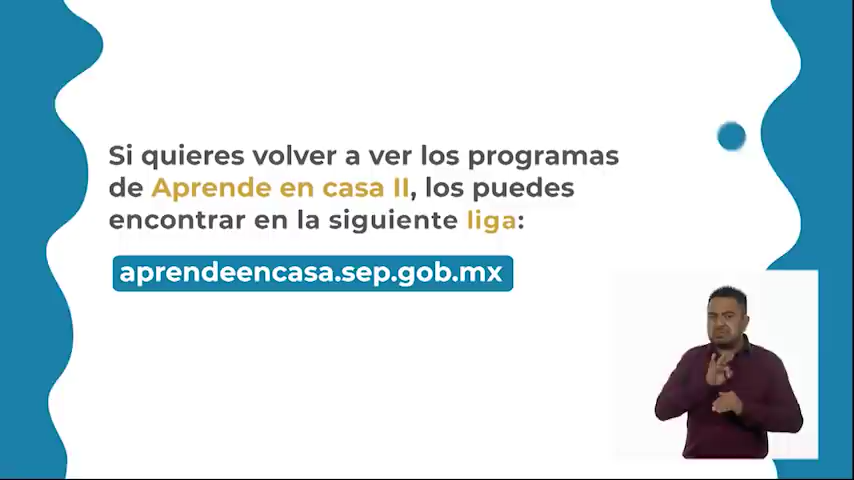 Si quieres volver a ver los programas
de Aprende en casa II, los puedes
encontrar en la siguiente liga:
aprendeencasa.sep.gob.mx